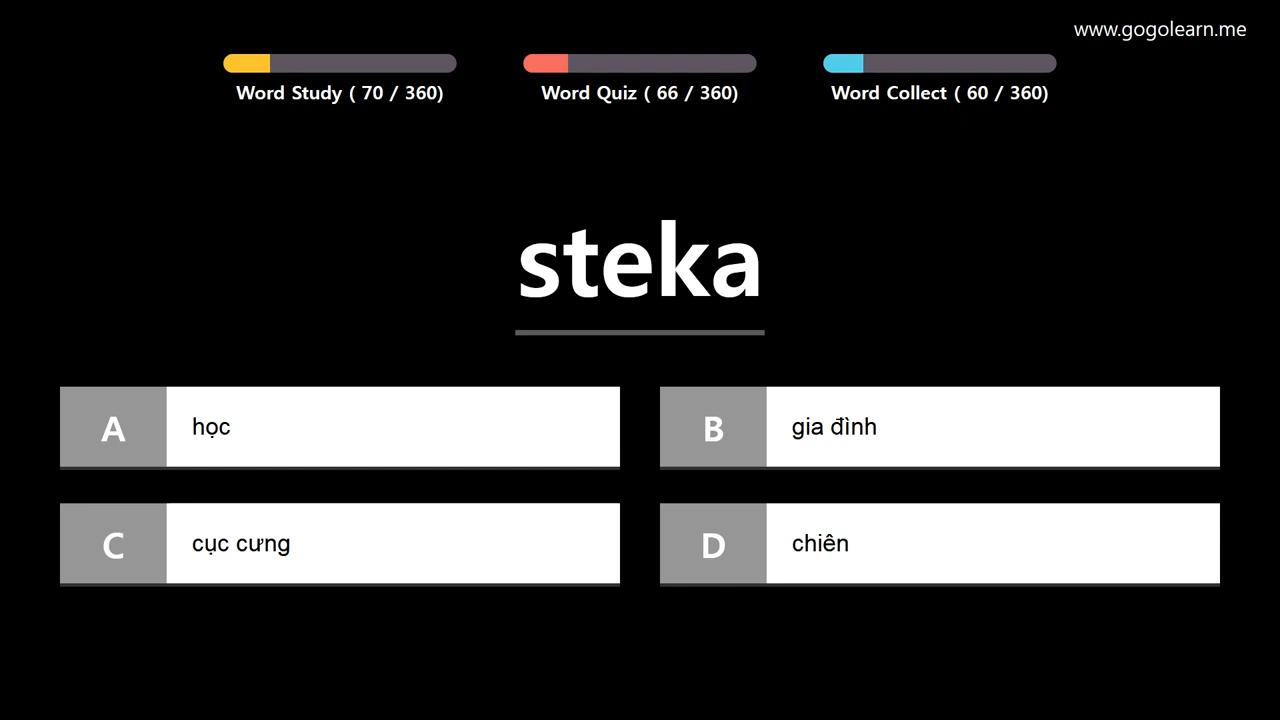 www.gogolearn.me
Word Study ( 70 / 360)
Word Quiz ( 66 / 360)
Word Collect ( 60 / 360)
steka
A học
B gia đình
C cục cưng
D chiên